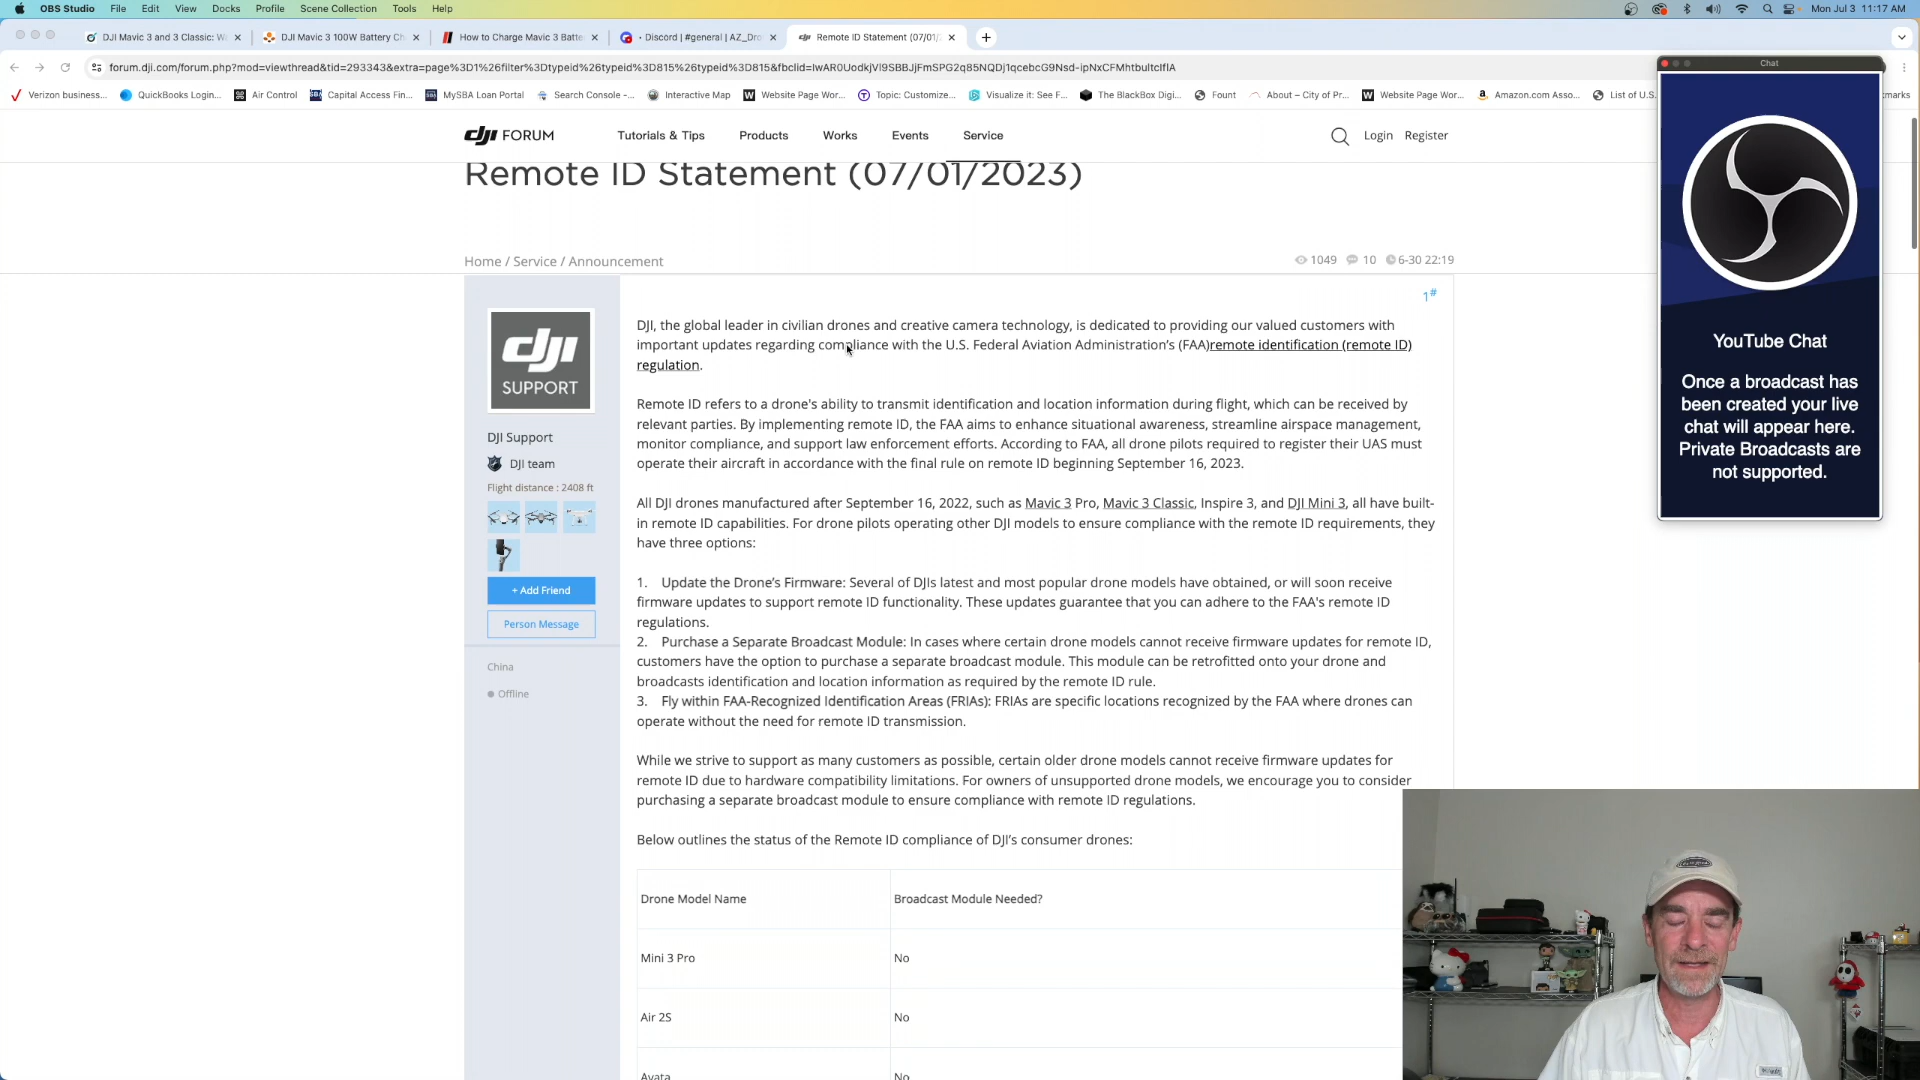 OBS Studio File Edit View Docks Profile Scene Collection Tools Help Mon Jul 3 11:17 AM
DJI Mavic 3 and 3 Classic: W DJI Mavic 3 100W Battery Ch How to Charge Mavic 3 Batte · Discord | #general | AZ_Dro Remote ID Statement (07/01/
forum.dji.com/forum.php?mod=viewthread&tid=293343&extra=page%3D1%26filter%3Dtypeid%26typeid%3D815%26typeid%3D815&fbclid=IwAR0UodkjVI9SBBJjFmSPG2q85NQDj1qcebcG9Nsd-ipNxCFMhtbultcIfIA
Verizon business... QuickBooks Login... Air Control Capital Access Fin... MySBA Loan Portal Search Console -... Interactive Map Website Page Wor... Topic: Customize... Visualize it: See F... The BlackBox Digi... Fount About – City of Pr... Website Page Wor... Amazon.com Asso... List of U.S. marks
Chat
dji FORUM Tutorials & Tips Products Works Events Service Login Register
Remote ID Statement (07/01/2023)
Home / Service / Announcement 1049 10 6-30 22:19
1#
dji
SUPPORT
DJI Support
DJI team
Flight distance : 2408 ft
+ Add Friend
Person Message
China
Offline
DJI, the global leader in civilian drones and creative camera technology, is dedicated to providing our valued customers with
important updates regarding compliance with the U.S. Federal Aviation Administration's (FAA)remote identification (remote ID)
regulation.
Remote ID refers to a drone's ability to transmit identification and location information during flight, which can be received by
relevant parties. By implementing remote ID, the FAA aims to enhance situational awareness, streamline airspace management,
monitor compliance, and support law enforcement efforts. According to FAA, all drone pilots required to register their UAS must
operate their aircraft in accordance with the final rule on remote ID beginning September 16, 2023.
All DJI drones manufactured after September 16, 2022, such as Mavic 3 Pro, Mavic 3 Classic, Inspire 3, and DJI Mini 3, all have built-
in remote ID capabilities. For drone pilots operating other DJI models to ensure compliance with the remote ID requirements, they
have three options:
1. Update the Drone's Firmware: Several of DJIs latest and most popular drone models have obtained, or will soon receive
firmware updates to support remote ID functionality. These updates guarantee that you can adhere to the FAA's remote ID
regulations.
2. Purchase a Separate Broadcast Module: In cases where certain drone models cannot receive firmware updates for remote ID,
customers have the option to purchase a separate broadcast module. This module can be retrofitted onto your drone and
broadcasts identification and location information as required by the remote ID rule.
3. Fly within FAA-Recognized Identification Areas (FRIAs): FRIAs are specific locations recognized by the FAA where drones can
operate without the need for remote ID transmission.
While we strive to support as many customers as possible, certain older drone models cannot receive firmware updates for
remote ID due to hardware compatibility limitations. For owners of unsupported drone models, we encourage you to consider
purchasing a separate broadcast module to ensure compliance with remote ID regulations.
Below outlines the status of the Remote ID compliance of DJI's consumer drones:
Drone Model Name Broadcast Module Needed?
Mini 3 Pro No
Air 2S No
Avata No
YouTube Chat
Once a broadcast has
been created your live
chat will appear here.
Private Broadcasts are
not supported.